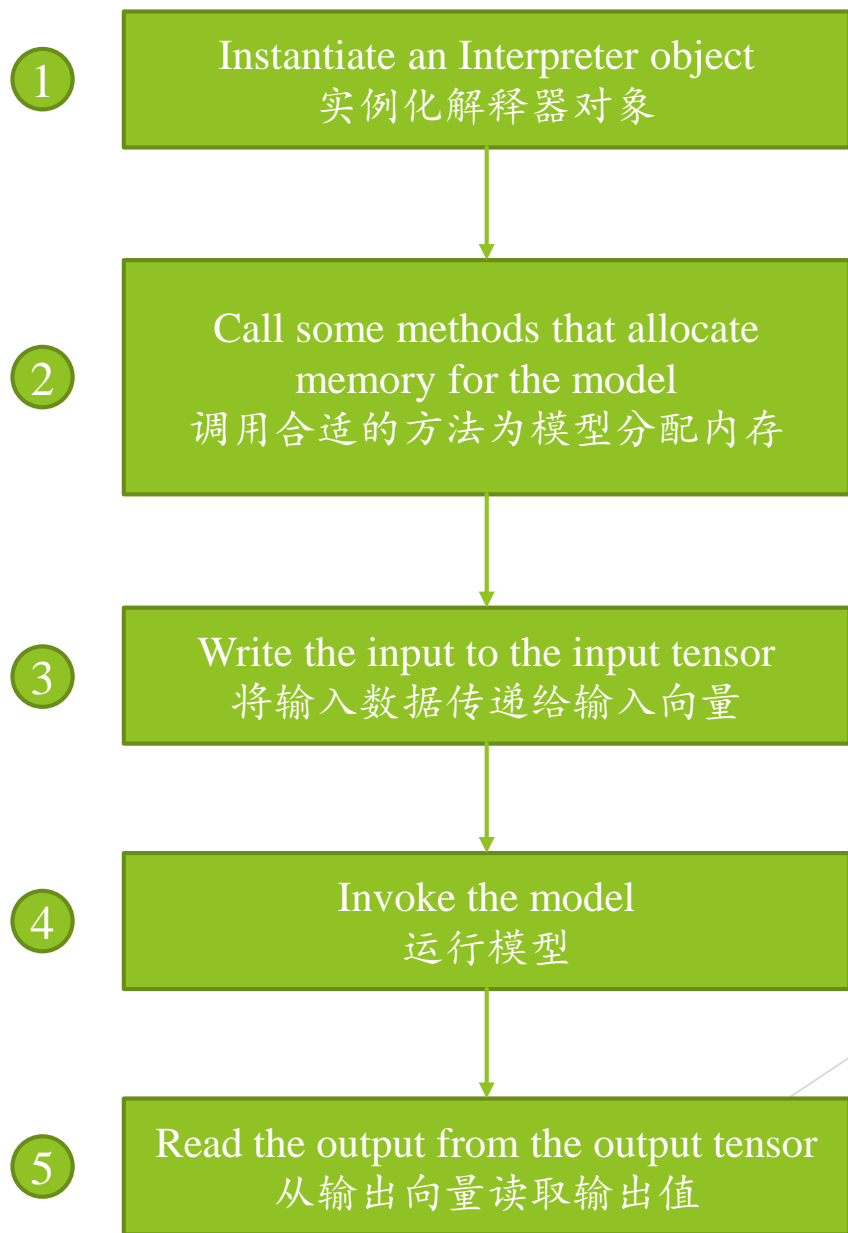 1
Instantiate an Interpreter object
实例化解释器对象
2
Call some methods that allocate
memory for the model
调用合适的方法为模型分配内存
3
Write the input to the input tensor
将输入数据传递给输入向量
4
Invoke the model
运行模型
5
Read the output from the output tensor
从输出向量读取输出值